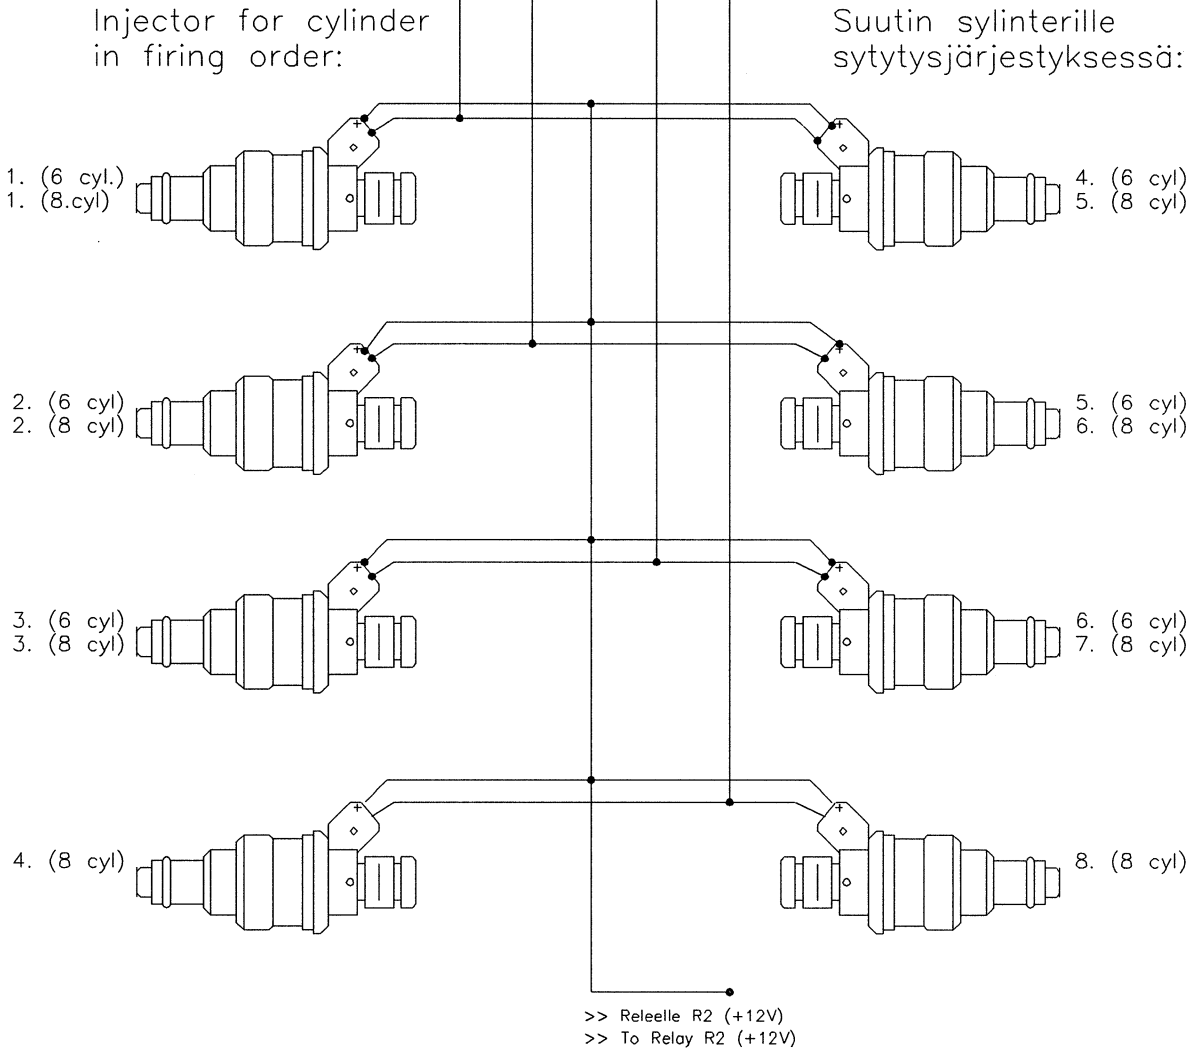 Injector for cylinder
in firing order:
Suutin sylinterille
sytytysjärjestyksessä:
1. (6 cyl.)
1. (8.cyl)
4. (6 cyl)
5. (8 cyl)
2. (6 cyl)
2. (8 cyl)
5. (6 cyl)
6. (8 cyl)
3. (6 cyl)
3. (8 cyl)
6. (6 cyl)
7. (8 cyl)
4. (8 cyl)
8. (8 cyl)
>> Releelle R2 (+12V)
>> To Relay R2 (+12V)